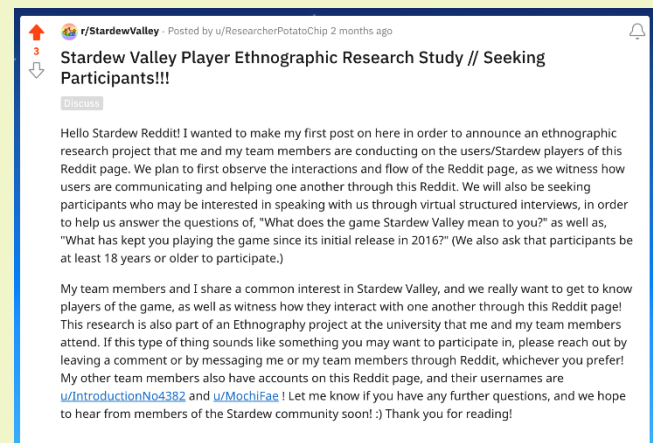 r/StardewValley · Posted by u/ResearcherPotatoChip 2 months ago
3
Stardew Valley Player Ethnographic Research Study // Seeking
Participants!!!
Discuss
Hello Stardew Reddit! I wanted to make my first post on here in order to announce an ethnographic
research project that me and my team members are conducting on the users/Stardew players of this
Reddit page. We plan to first observe the interactions and flow of the Reddit page, as we witness how
users are communicating and helping one another through this Reddit. We will also be seeking
participants who may be interested in speaking with us through virtual structured interviews, in order
to help us answer the questions of, "What does the game Stardew Valley mean to you?" as well as,
"What has kept you playing the game since its initial release in 2016?" (We also ask that participants be
at least 18 years or older to participate.)
My team members and I share a common interest in Stardew Valley, and we really want to get to know
players of the game, as well as witness how they interact with one another through this Reddit page!
This research is also part of an Ethnography project at the university that me and my team members
attend. If this type of thing sounds like something you may want to participate in, please reach out by
leaving a comment or by messaging me or my team members through Reddit, whichever you prefer!
My other team members also have accounts on this Reddit page, and their usernames are
u/IntroductionNo4382 and u/MochiFae ! Let me know if you have any further questions, and we hope
to hear from members of the Stardew community soon! :) Thank you for reading!